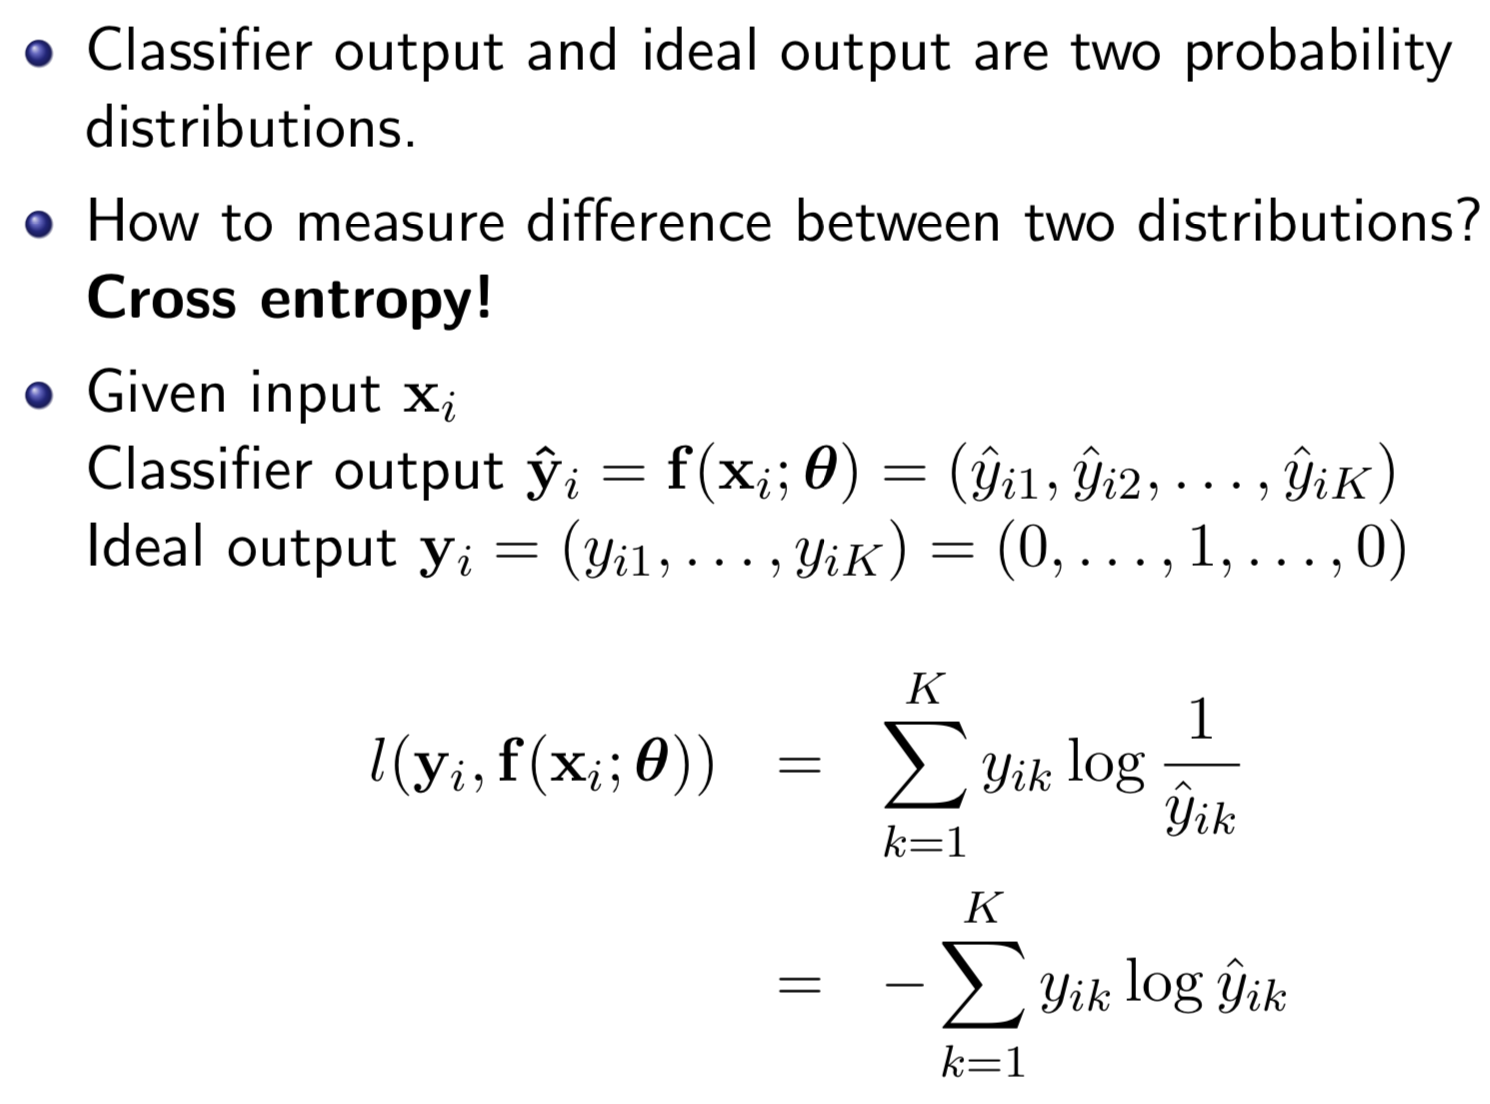 Classifier output and ideal output are two probability
distributions.
How to measure difference between two distributions?
Cross entropy!
Given input $\mathbf{x}_i$
Classifier output $\hat{\mathbf{y}}_i = \mathbf{f}(\mathbf{x}_i; \boldsymbol{\theta}) = (\hat{y}_{i1}, \hat{y}_{i2}, \ldots, \hat{y}_{iK})$
Ideal output $\mathbf{y}_i = (y_{i1}, \ldots, y_{iK}) = (0, \ldots, 1, \ldots, 0)$
$l(\mathbf{y}_i, \mathbf{f}(\mathbf{x}_i; \boldsymbol{\theta})) = \sum_{k=1}^{K} y_{ik} \log \frac{1}{\hat{y}_{ik}}$
$= -\sum_{k=1}^{K} y_{ik} \log \hat{y}_{ik}$